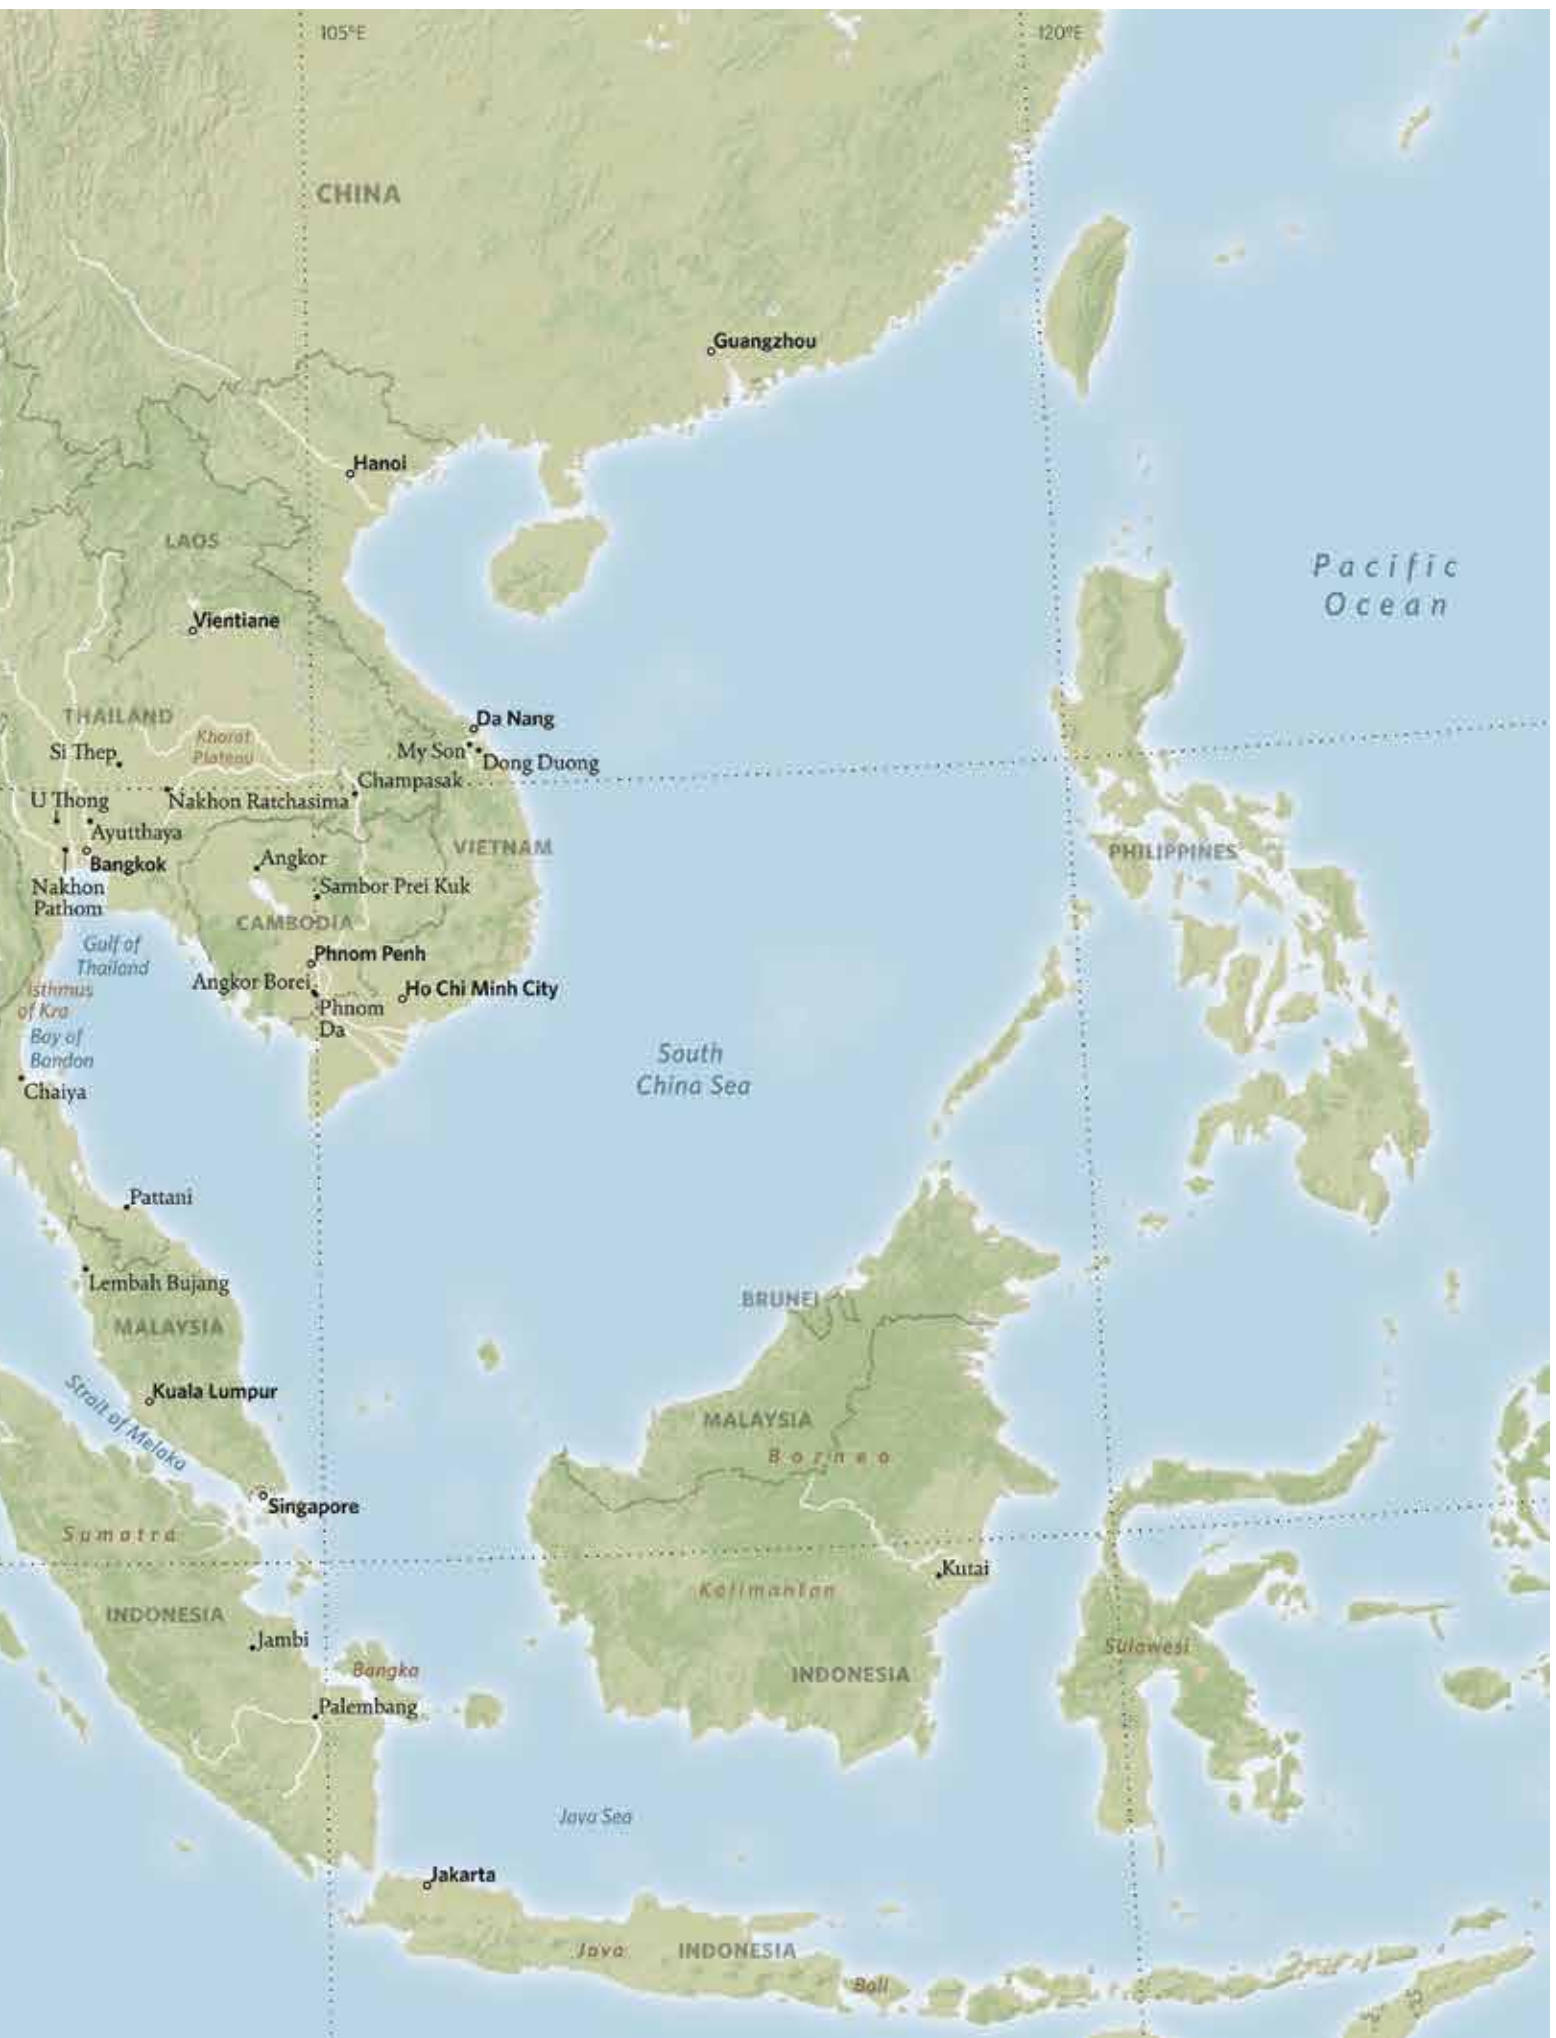 105°E
120°E
CHINA
Guangzhou
Hanoi
LAOS
Pacific
Ocean
Vientiane
THAILAND
Da Nang
Khorat
Plateau
Si Thep
My Son
Dong Duong
Champasak
U Thong
Nakhon Ratchasima
Ayutthaya
VIETNAM
PHILIPPINES
Bangkok
Angkor
Nakhon
Pathom
Sambor Prei Kuk
CAMBODIA
Gulf of
Thailand
Phnom Penh
Angkor Borei
Ho Chi Minh City
Isthmus
of Kra
Phnom
Da
Bay of
Bandon
South
China Sea
Chaiya
Pattani
Lembah Bujang
BRUNEI
MALAYSIA
Kuala Lumpur
Strait of Melaka
MALAYSIA
Borneo
Singapore
Sumatra
Kutai
Kalimantan
INDONESIA
Jambi
Sulawesi
Bangka
INDONESIA
Palembang
Java Sea
Jakarta
Java
INDONESIA
Bali